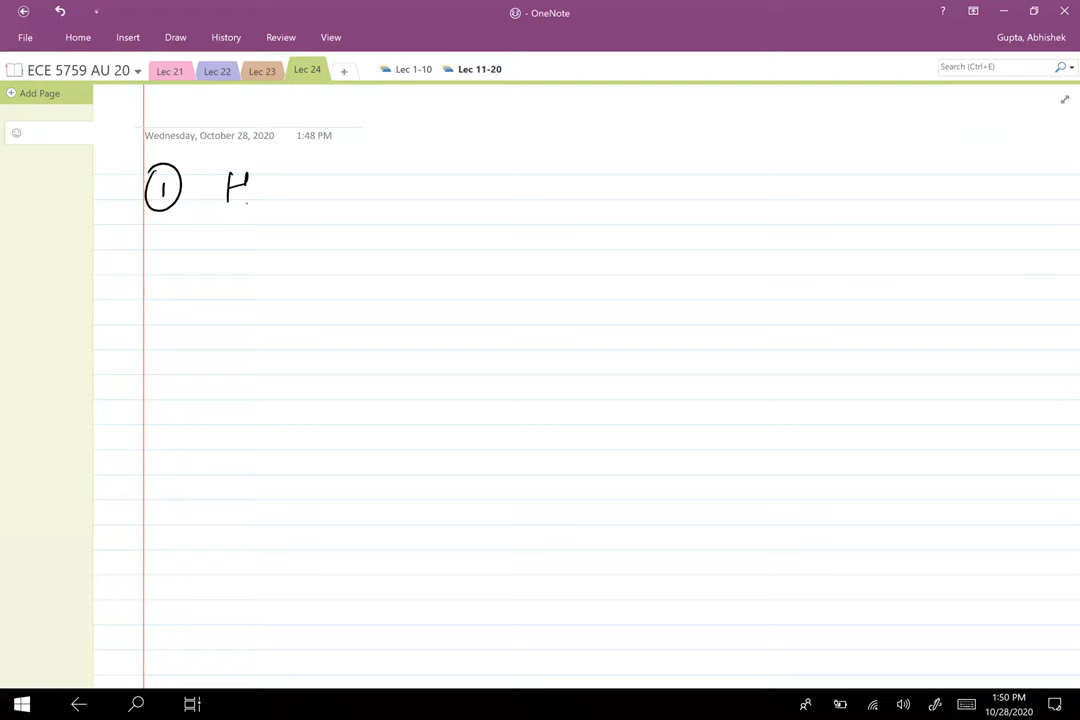 - OneNote
?
File
Home
Insert
Draw
History
Review
View
Gupta, Abhishek
ECE 5759 AU 20
Lec 21
Lec 22
Lec 23
Lec 24
+
Lec 1-10
Lec 11-20
Search (Ctrl+E)
Add Page
Wednesday, October 28, 2020 1:48 PM
① H
1:50 PM
10/28/2020